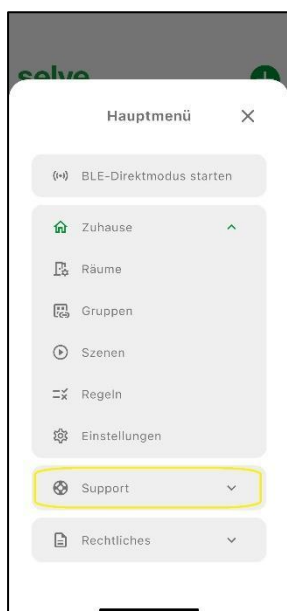 selve
Hauptmenü
BLE-Direktmodus starten
Zuhause
Räume
Gruppen
Szenen
Regeln
Einstellungen
Support
Rechtliches